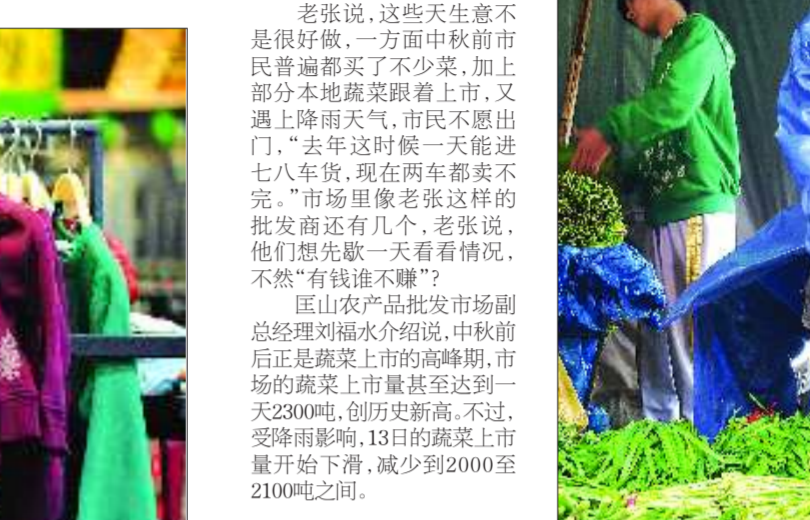 老张说，这些天生意不
是很好做，一方面中秋前市
民普遍都买了不少菜，加上
部分本地蔬菜跟着上市，又
遇上降雨天气，市民不愿出
门，“去年这时候一天能进
七八车货，现在两车都卖不
完。”市场里像老张这样的
批发商还有几个，老张说，
他们想先歇一天看看情况，
不然“有钱谁不赚”？
匡山农产品批发市场副
总经理刘福水介绍说，中秋前
后正是蔬菜上市的高峰期，市
场的蔬菜上市量甚至达到一
天2300吨，创历史新高。不过，
受降雨影响，13日的蔬菜上市
量开始下滑，减少到2000至
2100吨之间。